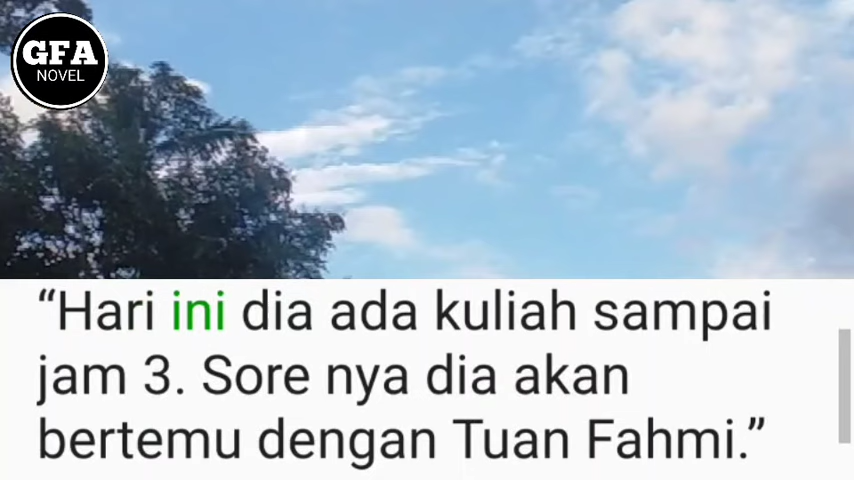 GFA
NOVEL
“Hari ini dia ada kuliah sampai
jam 3. Sore nya dia akan
bertemu dengan Tuan Fahmi.”